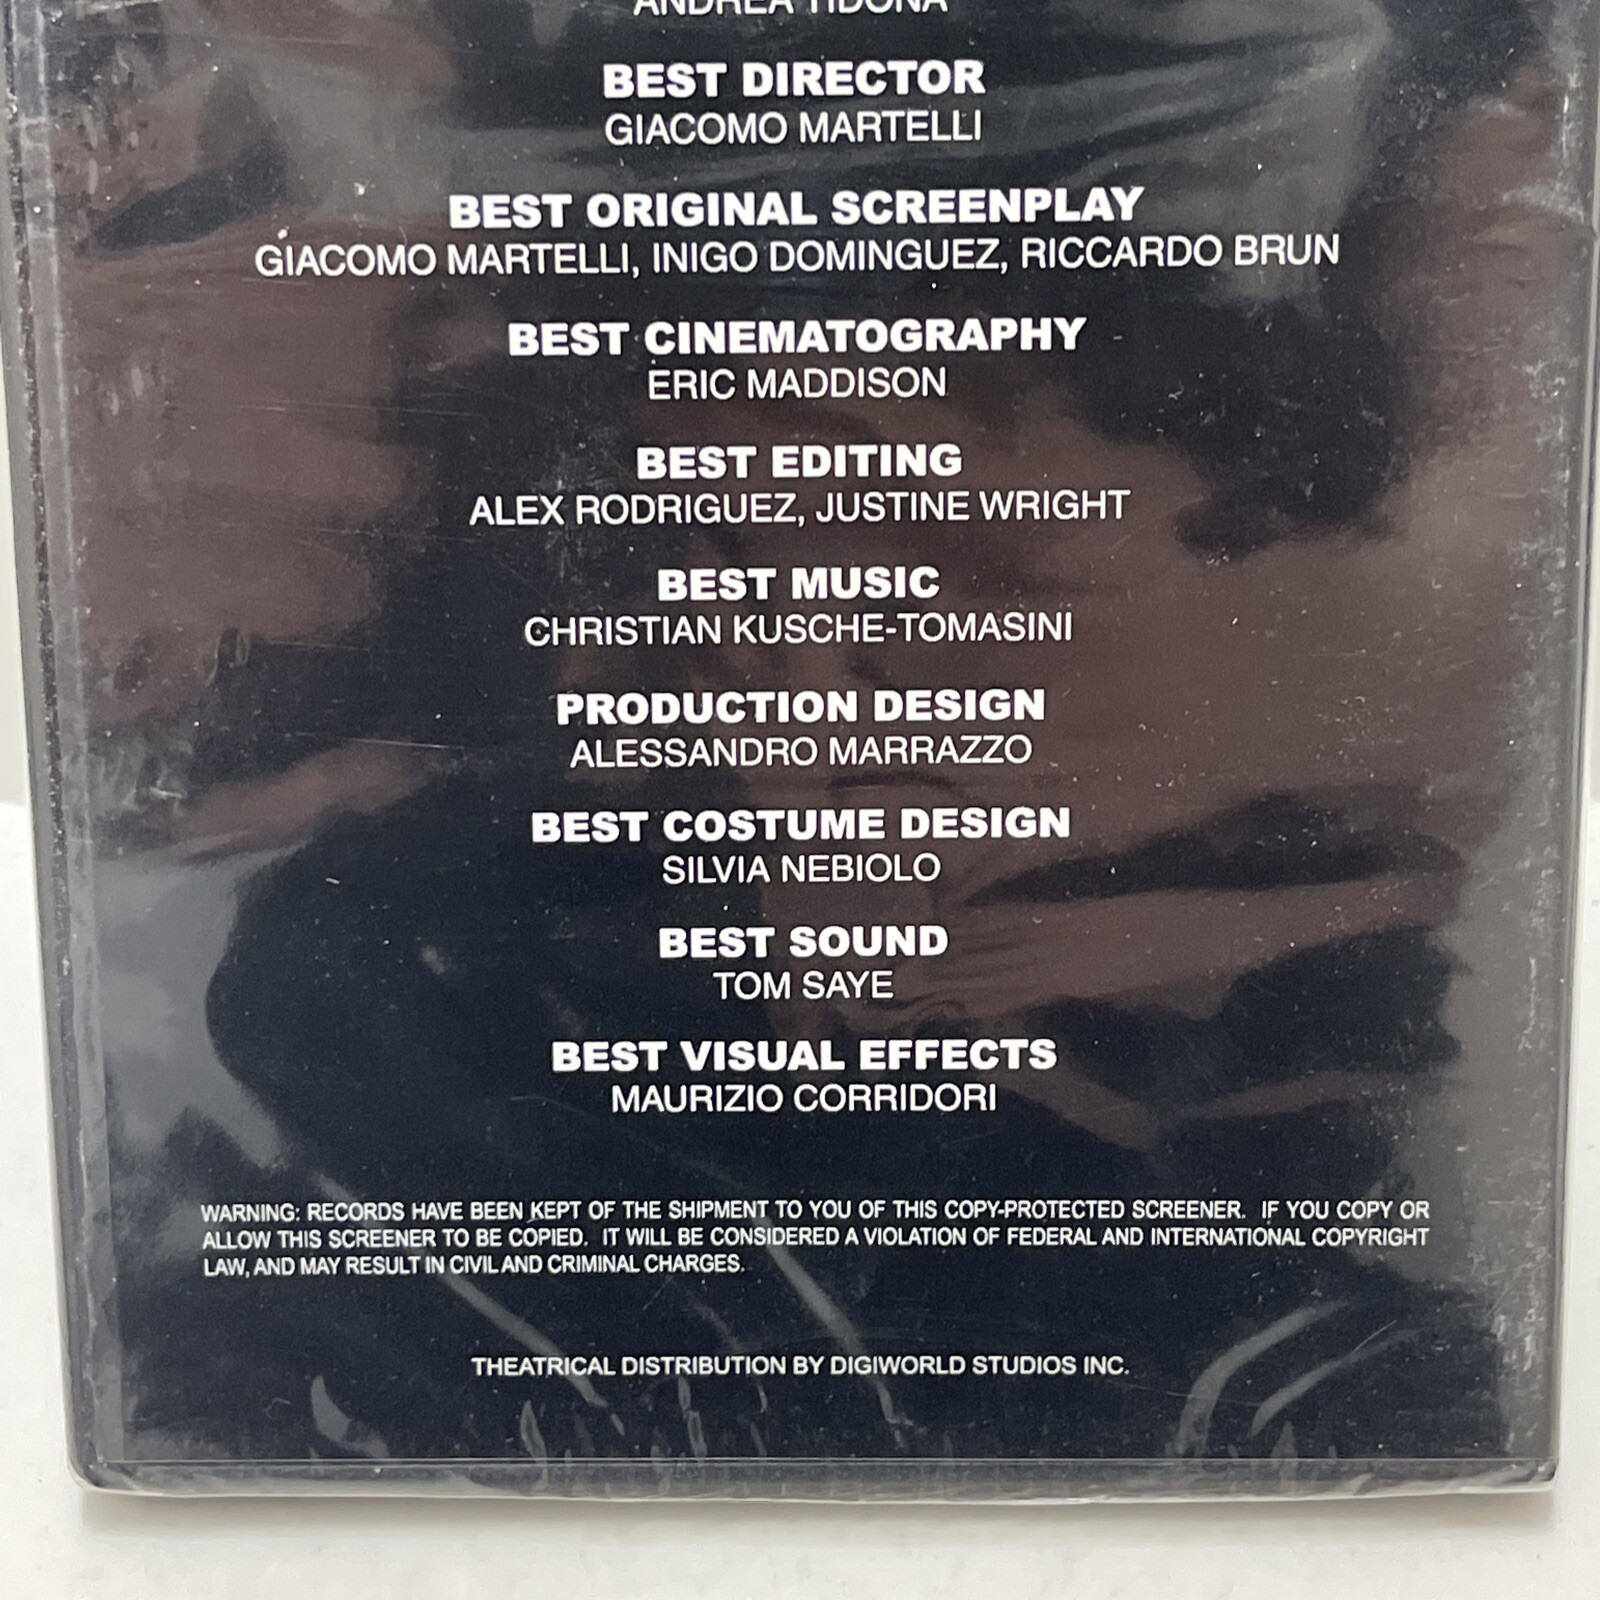 ANDREA TIDONA
BEST DIRECTOR
GIACOMO MARTELLI
BEST ORIGINAL SCREENPLAY
GIACOMO MARTELLI, INIGO DOMINGUEZ, RICCARDO BRUN
BEST CINEMATOGRAPHY
ERIC MADDISON
BEST EDITING
ALEX RODRIGUEZ, JUSTINE WRIGHT
BEST MUSIC
CHRISTIAN KUSCHE-TOMASINI
PRODUCTION DESIGN
ALESSANDRO MARRAZZO
BEST COSTUME DESIGN
SILVIA NEBIOLO
BEST SOUND
TOM SAYE
BEST VISUAL EFFECTS
MAURIZIO CORRIDORI
WARNING: RECORDS HAVE BEEN KEPT OF THE SHIPMENT TO YOU OF THIS COPY-PROTECTED SCREENER. IF YOU COPY OR
ALLOW THIS SCREENER TO BE COPIED. IT WILL BE CONSIDERED A VIOLATION OF FEDERAL AND INTERNATIONAL COPYRIGHT
LAW, AND MAY RESULT IN CIVIL AND CRIMINAL CHARGES.
THEATRICAL DISTRIBUTION BY DIGIWORLD STUDIOS INC.